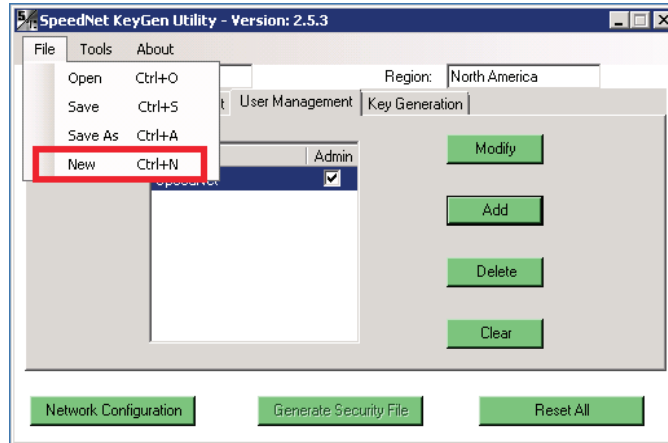 SpeedNet KeyGen Utility - Version: 2.5.3
File Tools About
Open Ctrl+O
Region: North America
Save Ctrl+S
User Management Key Generation
Save As Ctrl+A
New Ctrl+N
Admin
Modify
SpeedNet
Add
Delete
Clear
Network Configuration Generate Security File Reset All